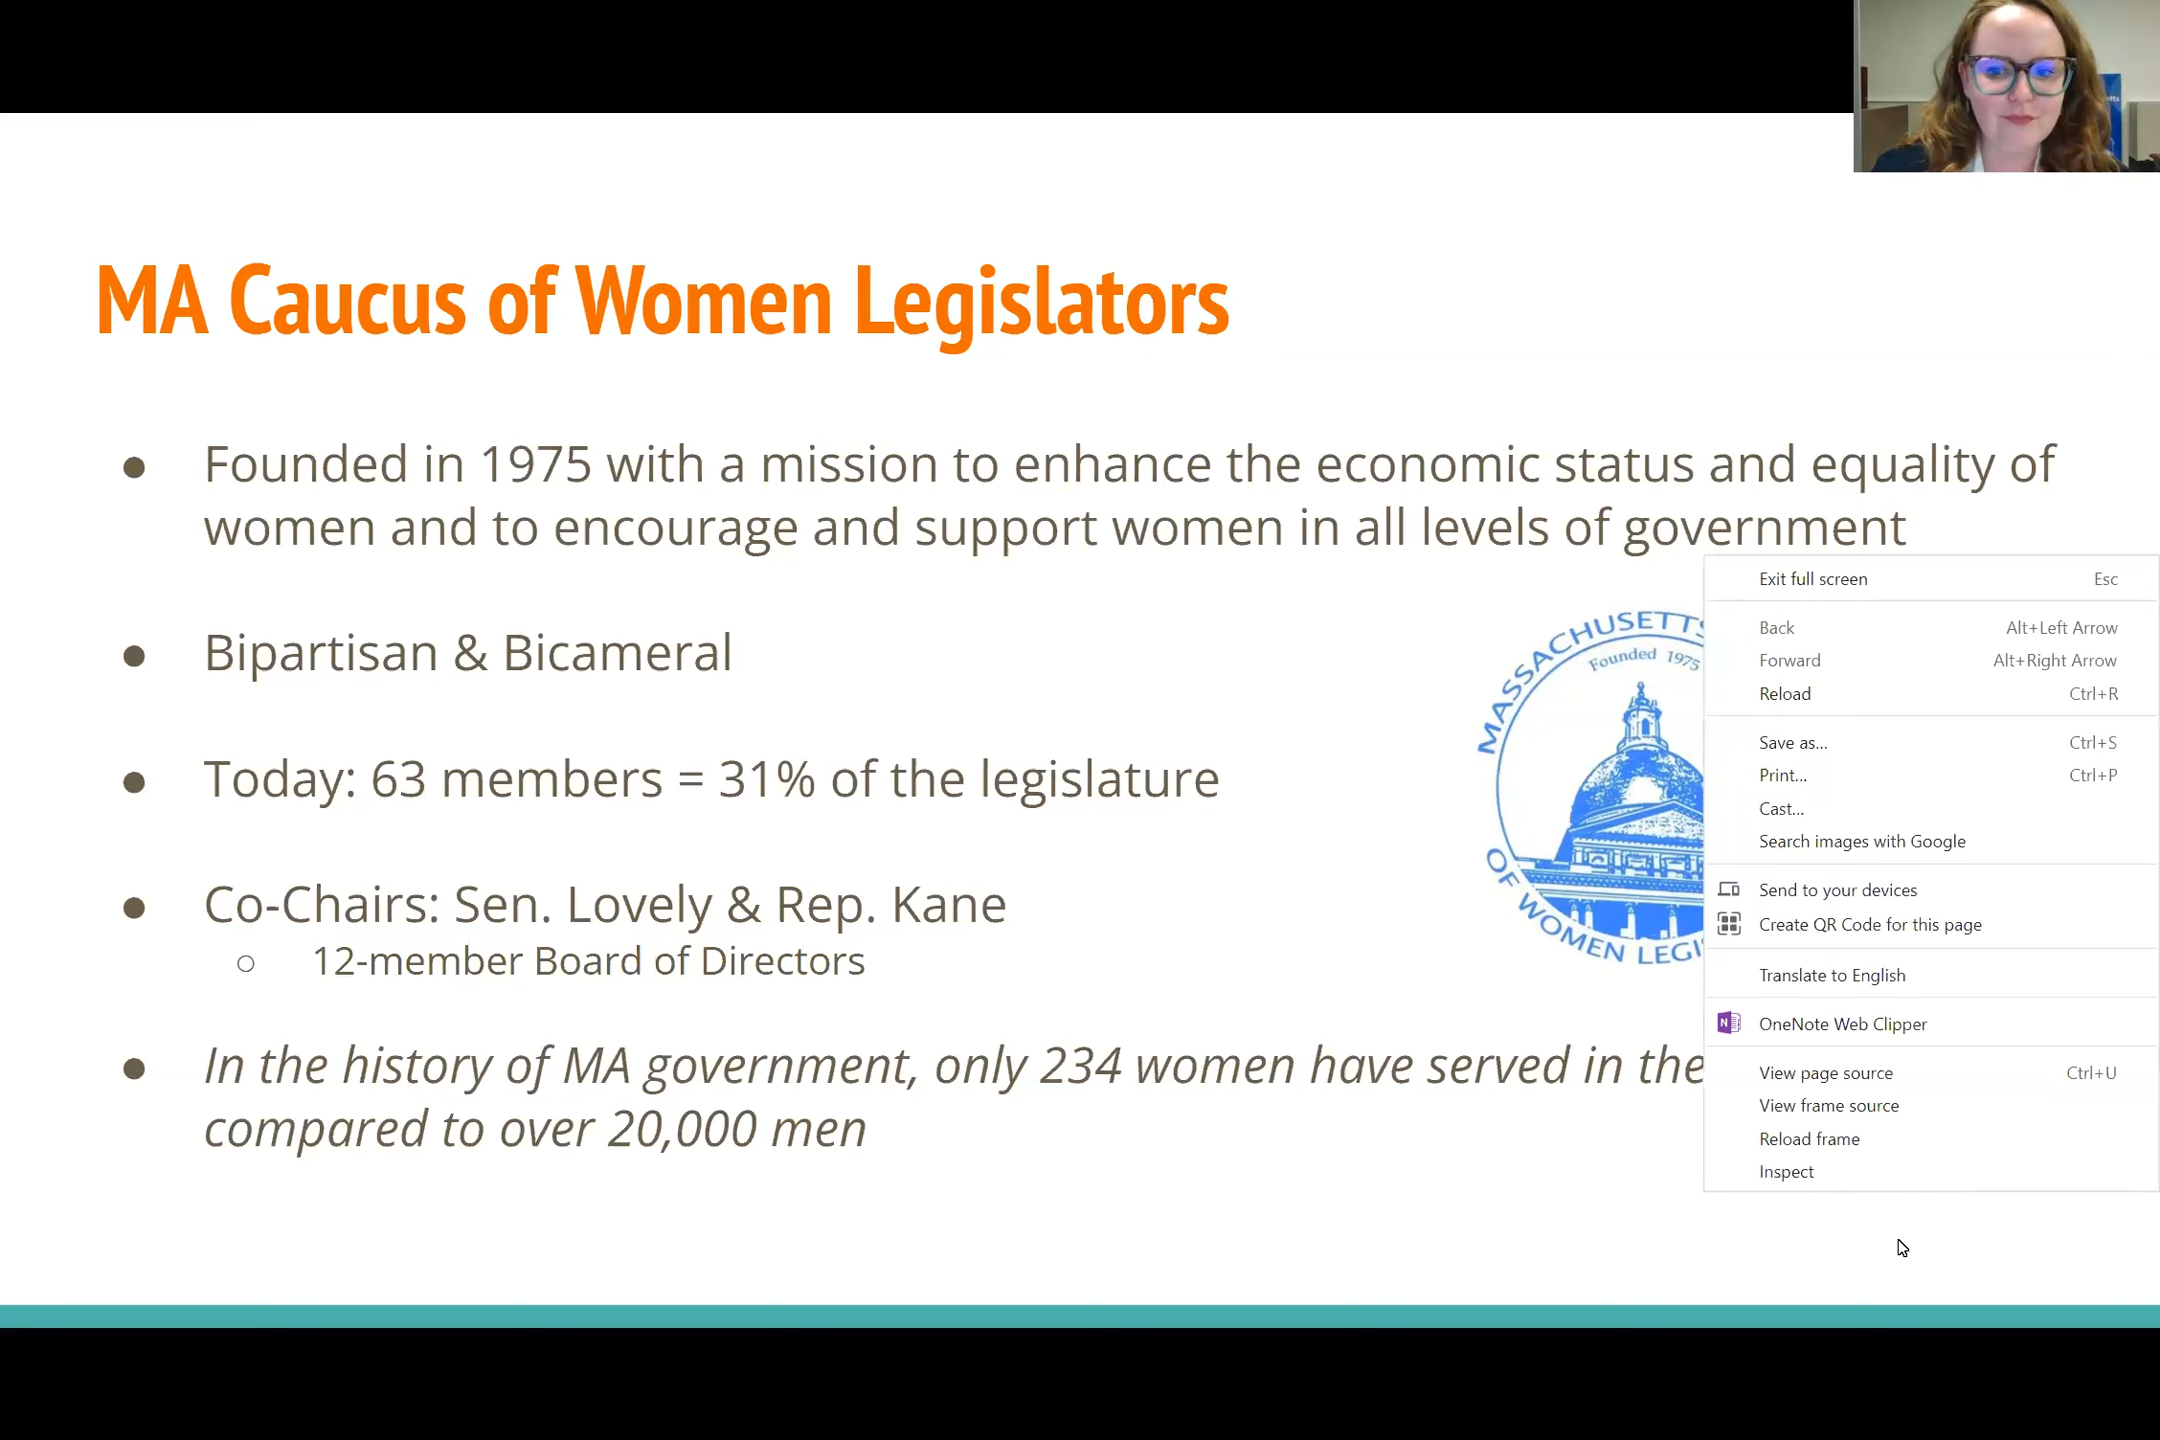 MA Caucus of Women Legislators
● Founded in 1975 with a mission to enhance the economic status and equality of
women and to encourage and support women in all levels of government
● Bipartisan & Bicameral
● Today: 63 members = 31% of the legislature
● Co-Chairs: Sen. Lovely & Rep. Kane
○ 12-member Board of Directors
● In the history of MA government, only 234 women have served in the
compared to over 20,000 men
MASSACHUSETTS
Founded 1975
OF WOMEN LEGI
Exit full screen Esc
Back Alt+Left Arrow
Forward Alt+Right Arrow
Reload Ctrl+R
Save as... Ctrl+S
Print... Ctrl+P
Cast...
Search images with Google
Send to your devices
Create QR Code for this page
Translate to English
N OneNote Web Clipper
View page source Ctrl+U
View frame source
Reload frame
Inspect